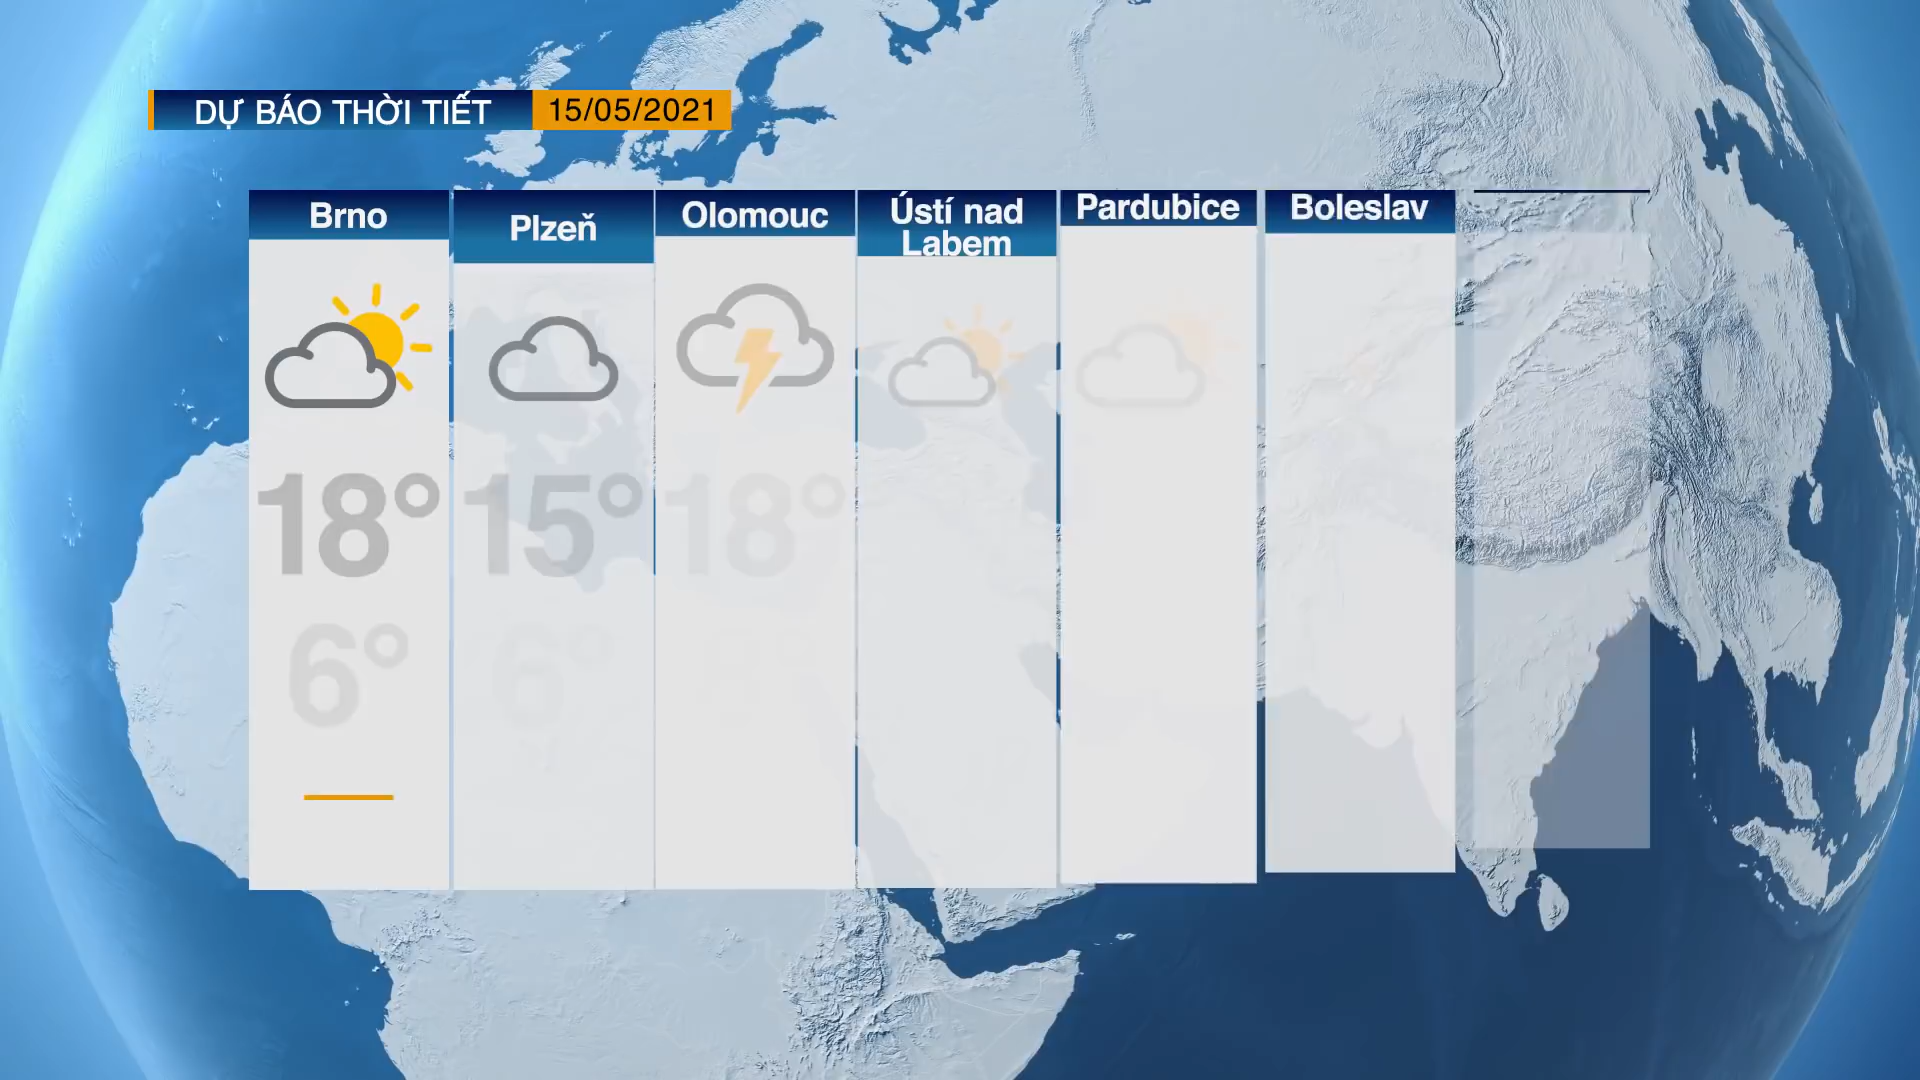 DỰ BÁO THỜI TIẾT 15/05/2021
Brno
Plzeň
Olomouc
Ústí nad
Labem
Pardubice
Boleslav
18° 15° 18°
6° 6°